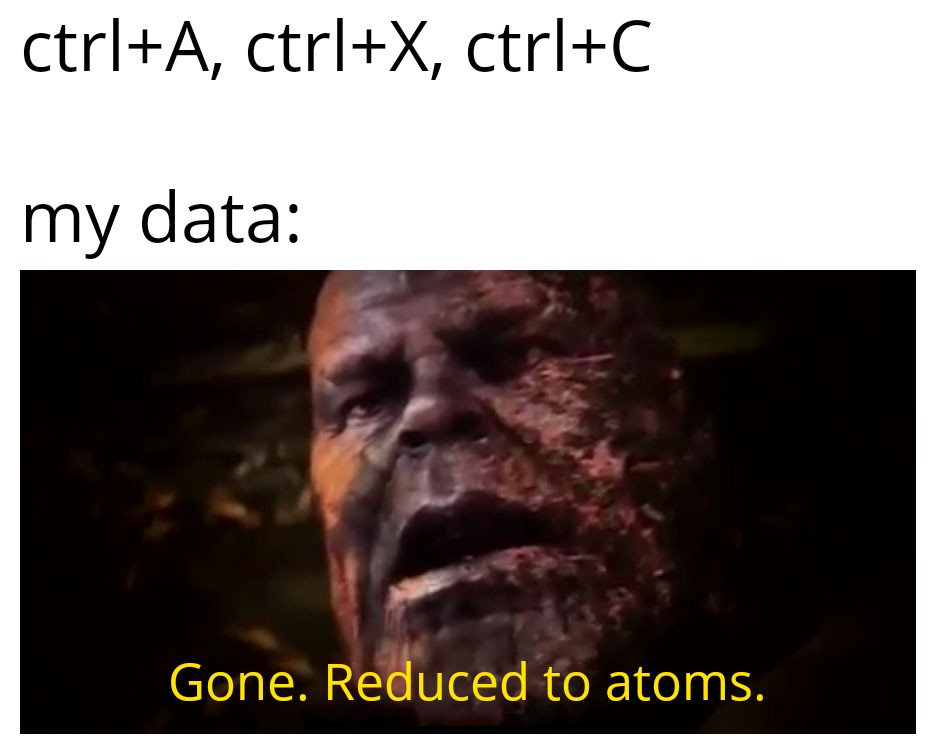 ctrl+A, ctrl+X, ctrl+C
my data:
Gone. Reduced to atoms.